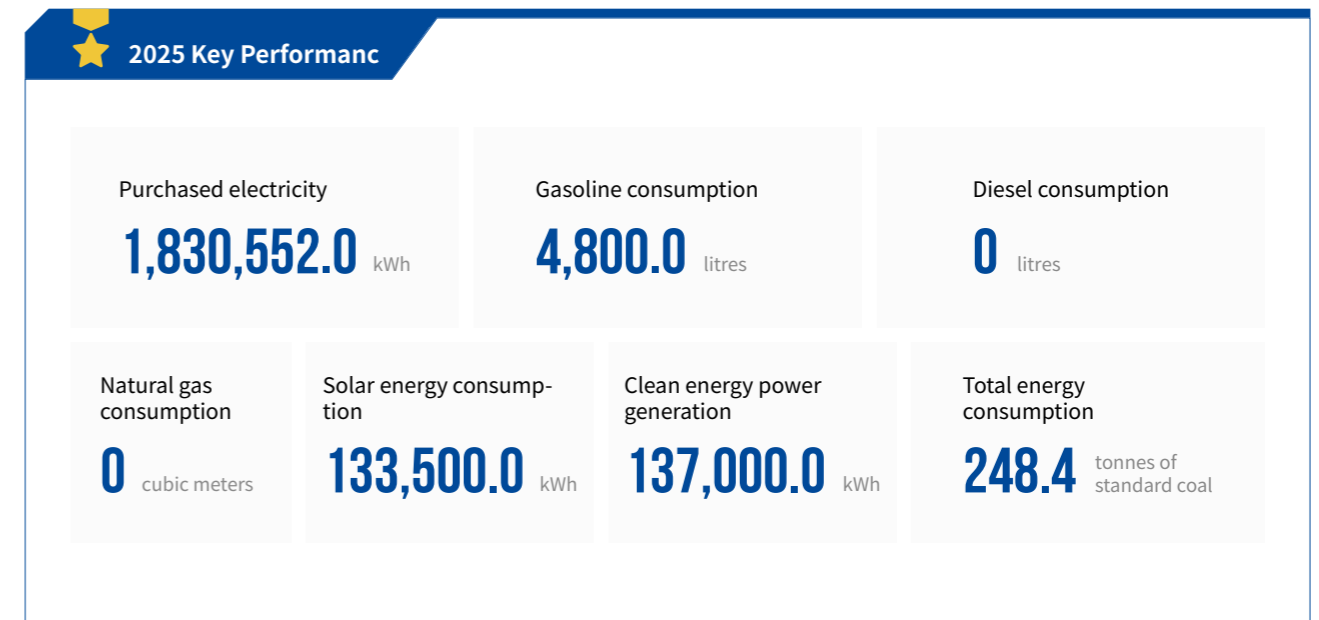 2025 Key Performanc
Purchased electricity
1,830,552.0 kWh
Gasoline consumption
4,800.0 litres
Diesel consumption
0 litres
Natural gas
consumption
0 cubic meters
Solar energy consump-
tion
133,500.0 kWh
Clean energy power
generation
137,000.0 kWh
Total energy
consumption
248.4 tonnes of
standard coal